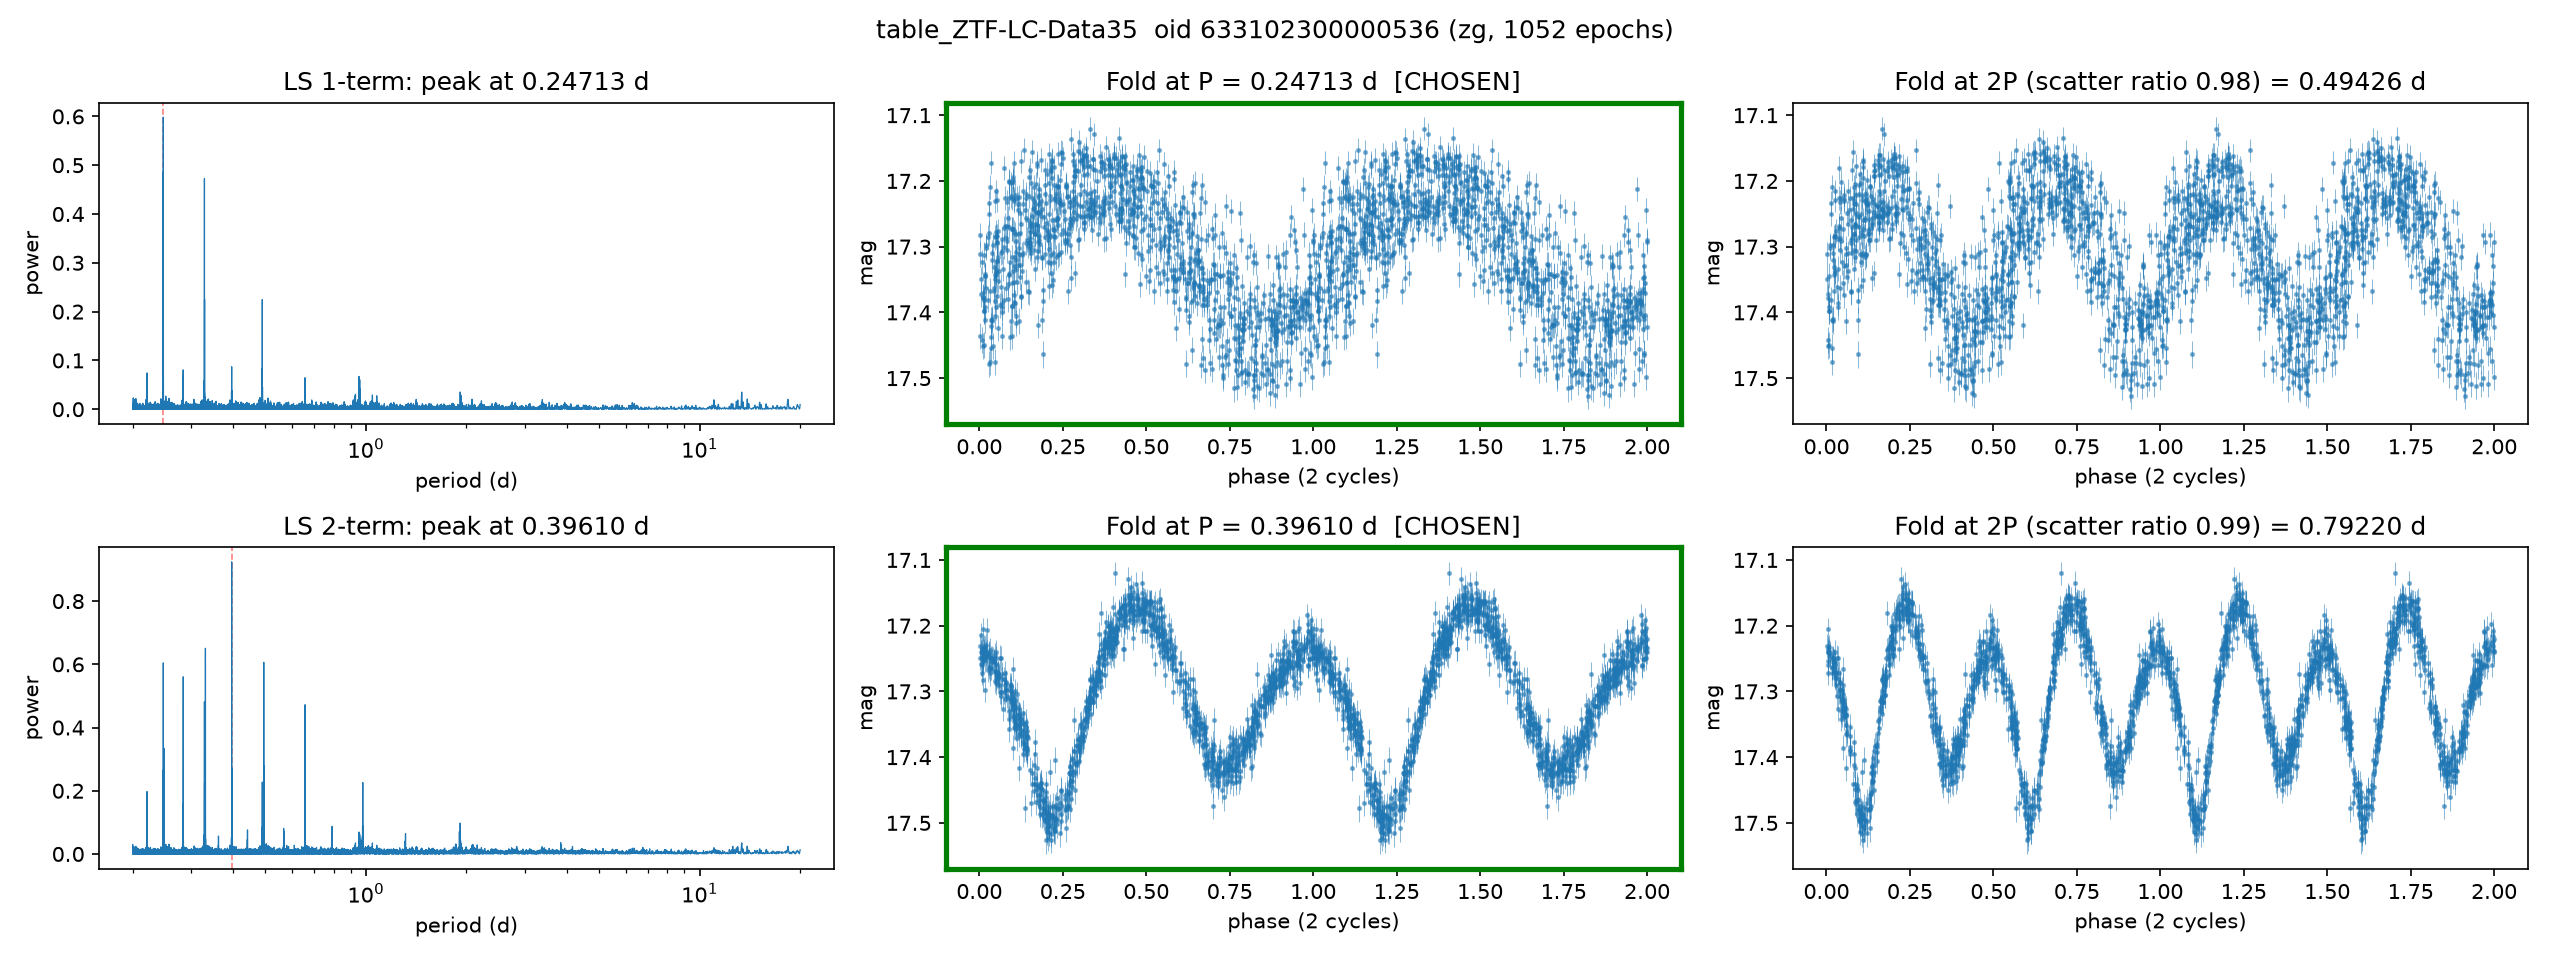 table_ZTF-LC-Data35  oid 633102300000536 (zg, 1052 epochs)
LS 1-term: peak at 0.24713 d
power
0.6
0.5
0.4
0.3
0.2
0.1
0.0
10⁰
10¹
period (d)
Fold at P = 0.24713 d  [CHOSEN]
mag
17.1
17.2
17.3
17.4
17.5
0.00 0.25 0.50 0.75 1.00 1.25 1.50 1.75 2.00
phase (2 cycles)
Fold at 2P (scatter ratio 0.98) = 0.49426 d
mag
17.1
17.2
17.3
17.4
17.5
0.00 0.25 0.50 0.75 1.00 1.25 1.50 1.75 2.00
phase (2 cycles)
LS 2-term: peak at 0.39610 d
power
0.8
0.6
0.4
0.2
0.0
10⁰
10¹
period (d)
Fold at P = 0.39610 d  [CHOSEN]
mag
17.1
17.2
17.3
17.4
17.5
0.00 0.25 0.50 0.75 1.00 1.25 1.50 1.75 2.00
phase (2 cycles)
Fold at 2P (scatter ratio 0.99) = 0.79220 d
mag
17.1
17.2
17.3
17.4
17.5
0.00 0.25 0.50 0.75 1.00 1.25 1.50 1.75 2.00
phase (2 cycles)